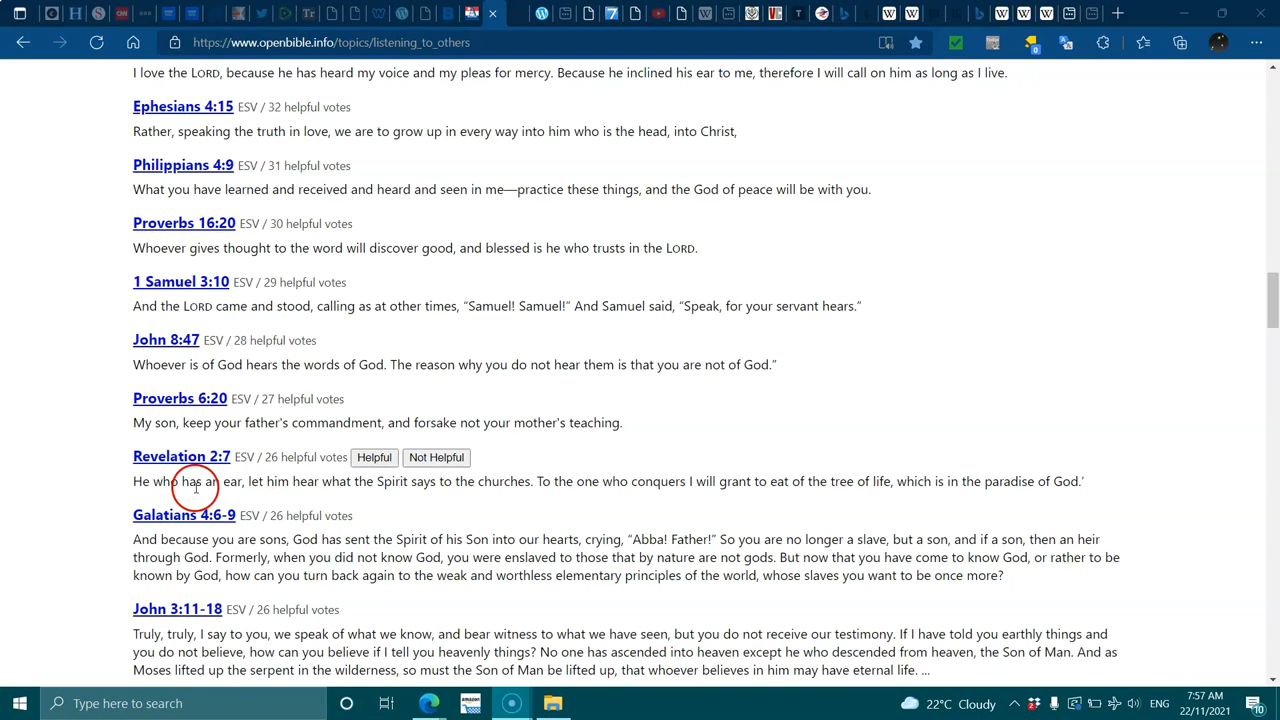 https://www.openbible.info/topics/listening_to_others
I love the LORD, because he has heard my voice and my pleas for mercy. Because he inclined his ear to me, therefore I will call on him as long as I live.
Ephesians 4:15 ESV / 32 helpful votes
Rather, speaking the truth in love, we are to grow up in every way into him who is the head, into Christ,
Philippians 4:9 ESV / 31 helpful votes
What you have learned and received and heard and seen in me—practice these things, and the God of peace will be with you.
Proverbs 16:20 ESV / 30 helpful votes
Whoever gives thought to the word will discover good, and blessed is he who trusts in the LORD.
1 Samuel 3:10 ESV / 29 helpful votes
And the LORD came and stood, calling as at other times, “Samuel! Samuel!” And Samuel said, “Speak, for your servant hears.”
John 8:47 ESV / 28 helpful votes
Whoever is of God hears the words of God. The reason why you do not hear them is that you are not of God.”
Proverbs 6:20 ESV / 27 helpful votes
My son, keep your father's commandment, and forsake not your mother's teaching.
Revelation 2:7 ESV / 26 helpful votes Helpful Not Helpful
He who has an ear, let him hear what the Spirit says to the churches. To the one who conquers I will grant to eat of the tree of life, which is in the paradise of God.’
Galatians 4:6-9 ESV / 26 helpful votes
And because you are sons, God has sent the Spirit of his Son into our hearts, crying, “Abba! Father!” So you are no longer a slave, but a son, and if a son, then an heir
through God. Formerly, when you did not know God, you were enslaved to those that by nature are not gods. But now that you have come to know God, or rather to be
known by God, how can you turn back again to the weak and worthless elementary principles of the world, whose slaves you want to be once more?
John 3:11-18 ESV / 26 helpful votes
Truly, truly, I say to you, we speak of what we know, and bear witness to what we have seen, but you do not receive our testimony. If I have told you earthly things and
you do not believe, how can you believe if I tell you heavenly things? No one has ascended into heaven except he who descended from heaven, the Son of Man. And as
Moses lifted up the serpent in the wilderness, so must the Son of Man be lifted up, that whoever believes in him may have eternal life. ...
Type here to search
22°C Cloudy
ENG
7:57 AM
22/11/2021